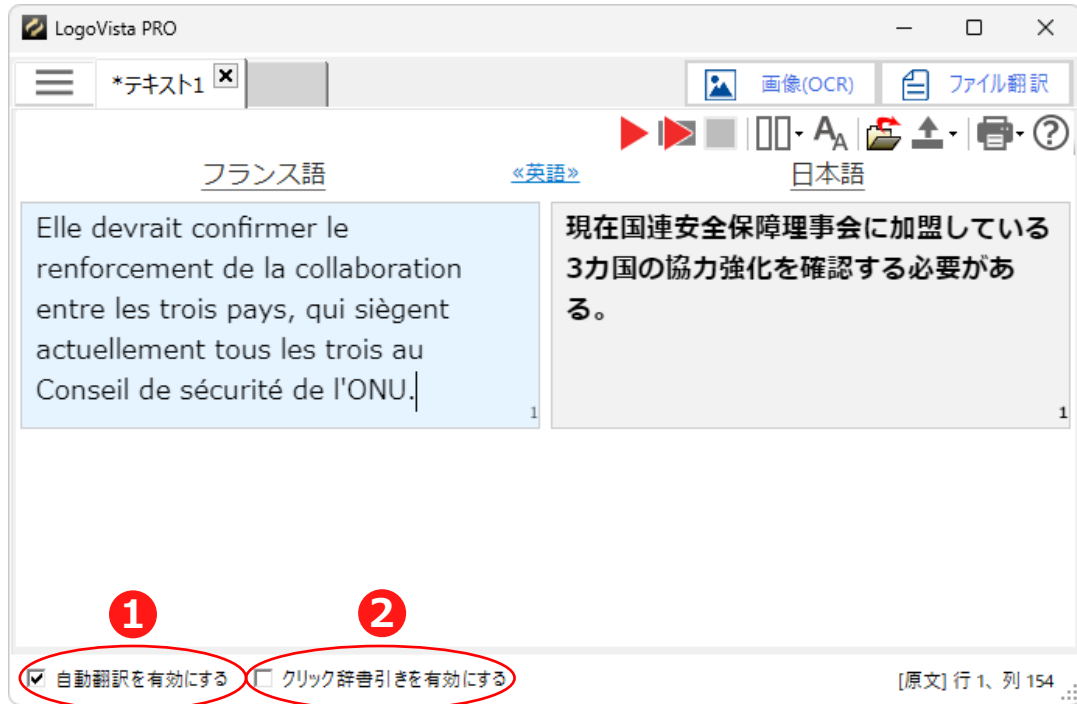 LogoVista PRO
*テキスト1
画像(OCR)
ファイル翻訳
フランス語
«英語»
日本語
Elle devrait confirmer le
renforcement de la collaboration
entre les trois pays, qui siègent
actuellement tous les trois au
Conseil de sécurité de l'ONU.
1
現在国連安全保障理事会に加盟している
3カ国の協力強化を確認する必要があ
る。
1
1
2
自動翻訳を有効にする
クリック辞書引きを有効にする
[原文] 行 1、列 154